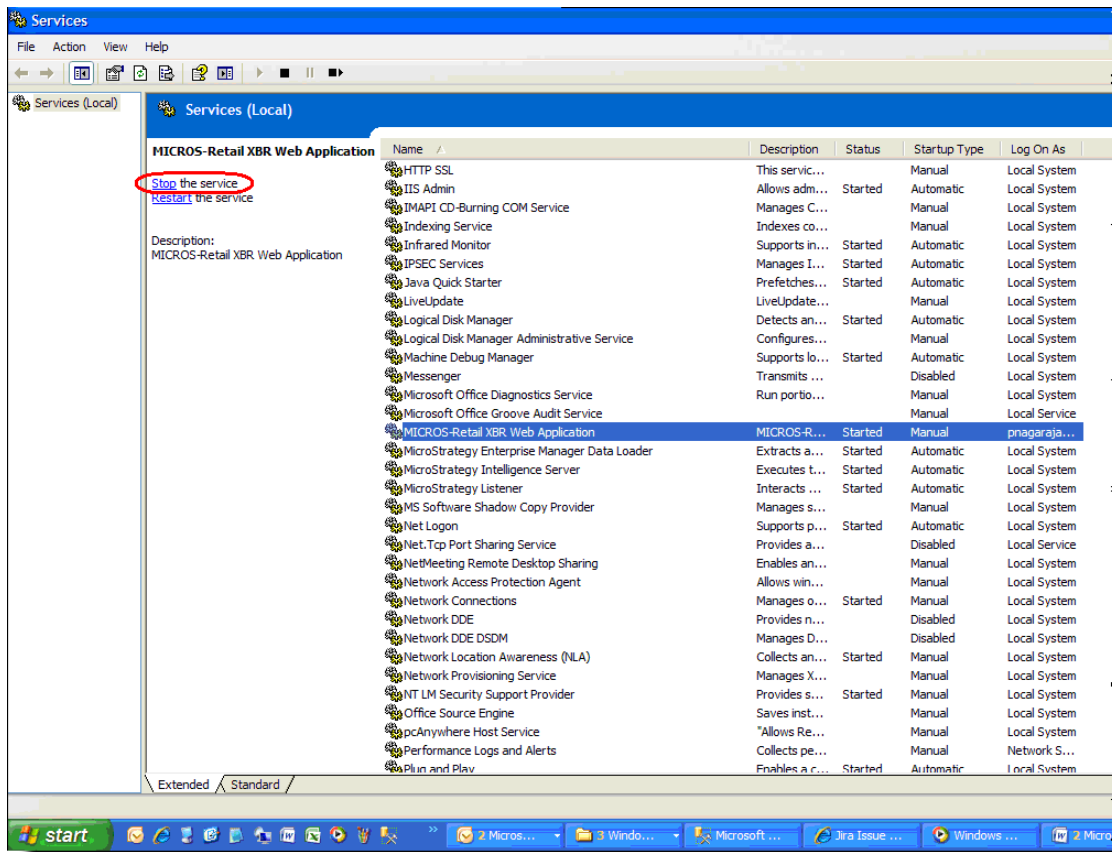 Services
File Action View Help
Services (Local)
Services (Local)
MICROS-Retail XBR Web Application
Stop the service
Restart the service
Description:
MICROS-Retail XBR Web Application
Name Description Status Startup Type Log On As
HTTP SSL This servic... Manual Local System
IIS Admin Allows adm... Started Automatic Local System
IMAPI CD-Burning COM Service Manages C... Manual Local System
Indexing Service Indexes co... Manual Local System
Infrared Monitor Supports in... Started Automatic Local System
IPSEC Services Manages I... Started Automatic Local System
Java Quick Starter Prefetches... Started Automatic Local System
LiveUpdate LiveUpdate... Manual Local System
Logical Disk Manager Detects an... Started Automatic Local System
Logical Disk Manager Administrative Service Configures... Manual Local System
Machine Debug Manager Supports lo... Started Automatic Local System
Messenger Transmits ... Disabled Local System
Microsoft Office Diagnostics Service Run portio... Manual Local System
Microsoft Office Groove Audit Service Manual Local Service
MICROS-Retail XBR Web Application MICROS-R... Started Manual pnagaraja...
MicroStrategy Enterprise Manager Data Loader Extracts a... Started Automatic Local System
MicroStrategy Intelligence Server Executes t... Started Automatic Local System
MicroStrategy Listener Interacts ... Started Automatic Local System
MS Software Shadow Copy Provider Manages s... Manual Local System
Net Logon Supports p... Started Automatic Local System
Net.Tcp Port Sharing Service Provides a... Disabled Local Service
NetMeeting Remote Desktop Sharing Enables an... Manual Local System
Network Access Protection Agent Allows win... Manual Local System
Network Connections Manages o... Started Manual Local System
Network DDE Provides n... Disabled Local System
Network DDE DSDM Manages D... Disabled Local System
Network Location Awareness (NLA) Collects an... Started Manual Local System
Network Provisioning Service Manages X... Manual Local System
NT LM Security Support Provider Provides s... Started Manual Local System
Office Source Engine Saves inst... Manual Local System
pcAnywhere Host Service "Allows Re... Manual Local System
Performance Logs and Alerts Collects pe... Manual Network S...
Plug and Play Enables a c... Started Automatic Local System
Extended Standard
start 2 Micros... 3 Windo... Microsoft ... Jira Issue ... Windows ... 2 Micro